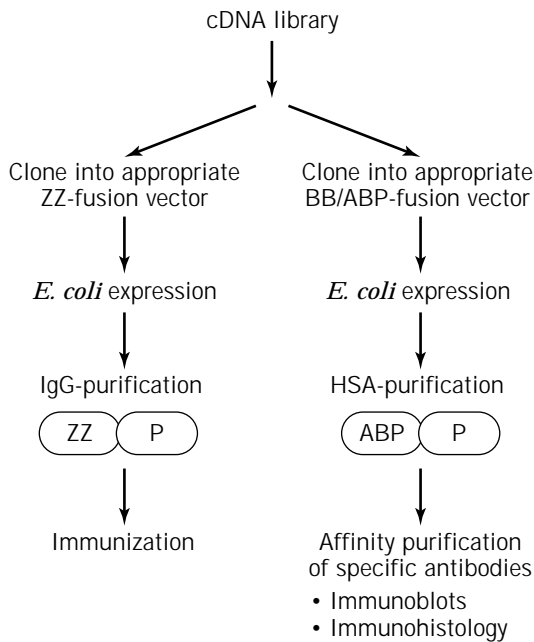 cDNA library
Clone into appropriate
ZZ-fusion vector
E. coli expression
IgG-purification
ZZ P
Immunization
Clone into appropriate
BB/ABP-fusion vector
E. coli expression
HSA-purification
ABP P
Affinity purification
of specific antibodies
• Immunoblots
• Immunohistology